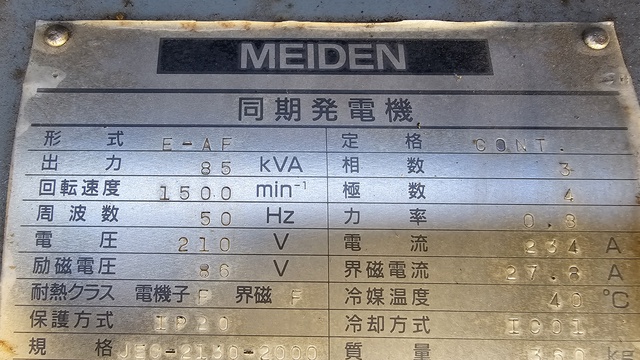 MEIDEN
同期発電機
形式 E-AF 定格 CONT.
出力 85 kVA 相数 3
回転速度 1500 min⁻¹ 極数 4
周波数 50 Hz 力率 0.8
電圧 210 V 電流 234 A
励磁電圧 86 V 界磁電流 27.8 A
耐熱クラス 電機子 F 界磁 F 冷媒温度 40 °C
保護方式 IP20 冷却方式 IC01
規格 JEC-2130-2000 質量